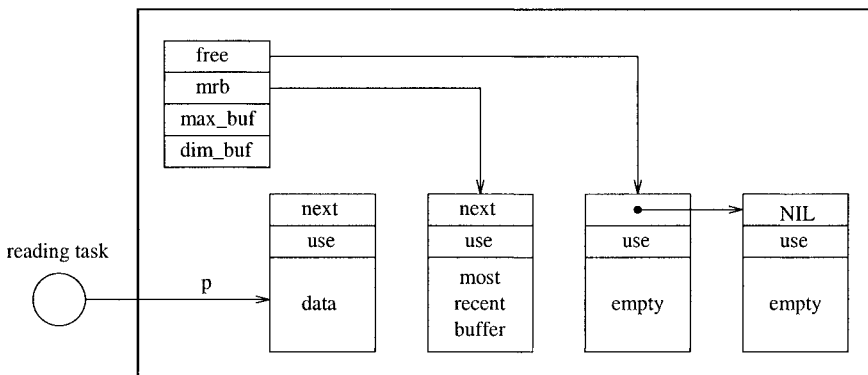 free
mrb
max_buf
dim_buf
next
next
NIL
use
use
use
use
reading task
p
data
most
recent
buffer
empty
empty